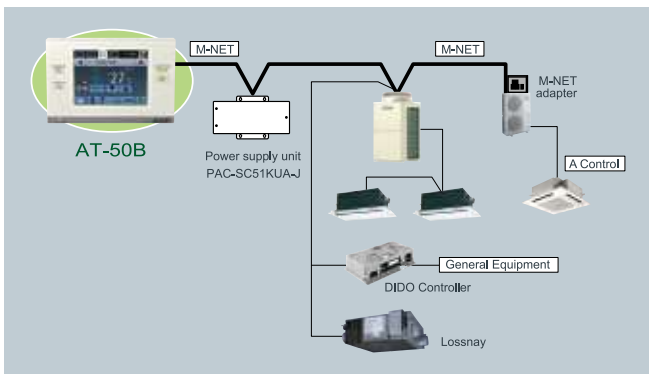 M-NET
M-NET
M-NET
adapter
AT-50B
Power supply unit
PAC-SC51KUA-J
A Control
General Equipment
DIDO Controller
Lossnay